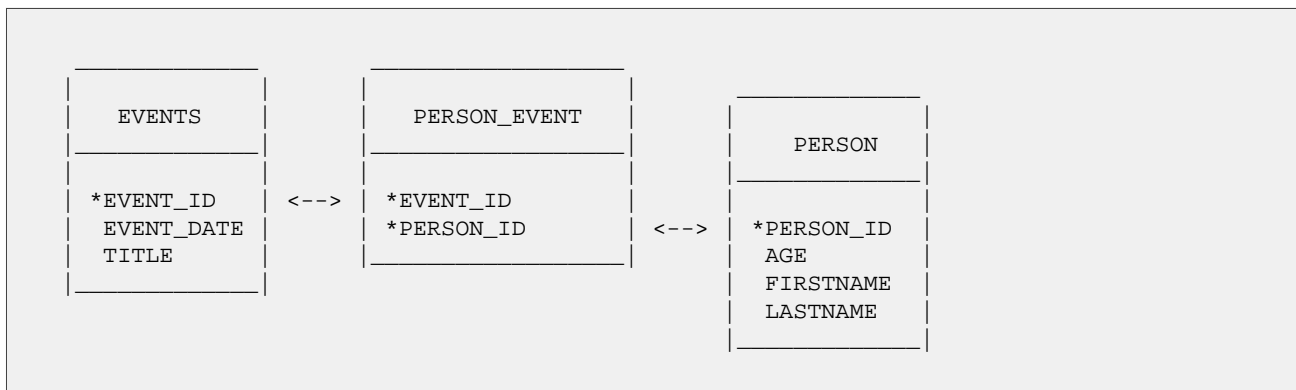 EVENTS
PERSON_EVENT
PERSON
*EVENT_ID <--> *EVENT_ID
EVENT_DATE *PERSON_ID <--> *PERSON_ID
TITLE AGE
FIRSTNAME
LASTNAME